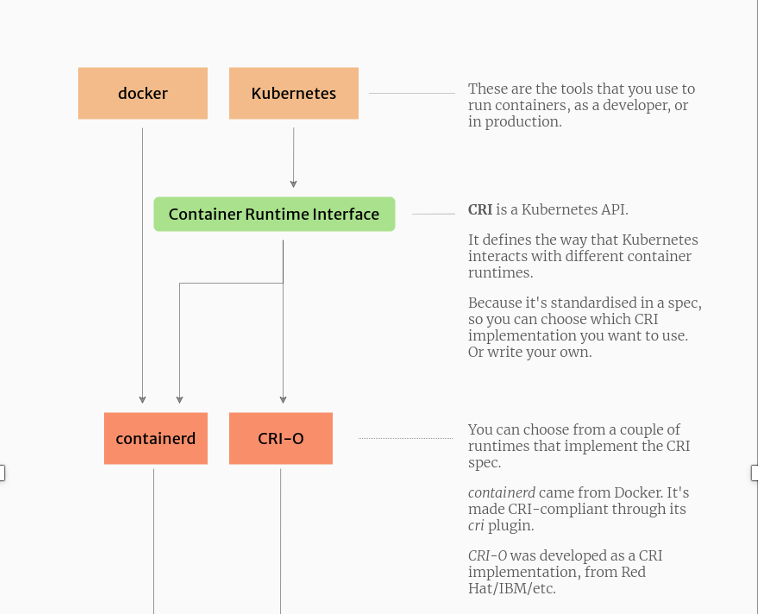 docker
Kubernetes
These are the tools that you use to
run containers, as a developer, or
in production.
Container Runtime Interface
CRI is a Kubernetes API.
It defines the way that Kubernetes
interacts with different container
runtimes.
Because it's standardised in a spec,
so you can choose which CRI
implementation you want to use.
Or write your own.
containerd
CRI-O
You can choose from a couple of
runtimes that implement the CRI
spec.
containerd came from Docker. It's
made CRI-compliant through its
cri plugin.
CRI-O was developed as a CRI
implementation, from Red
Hat/IBM/etc.